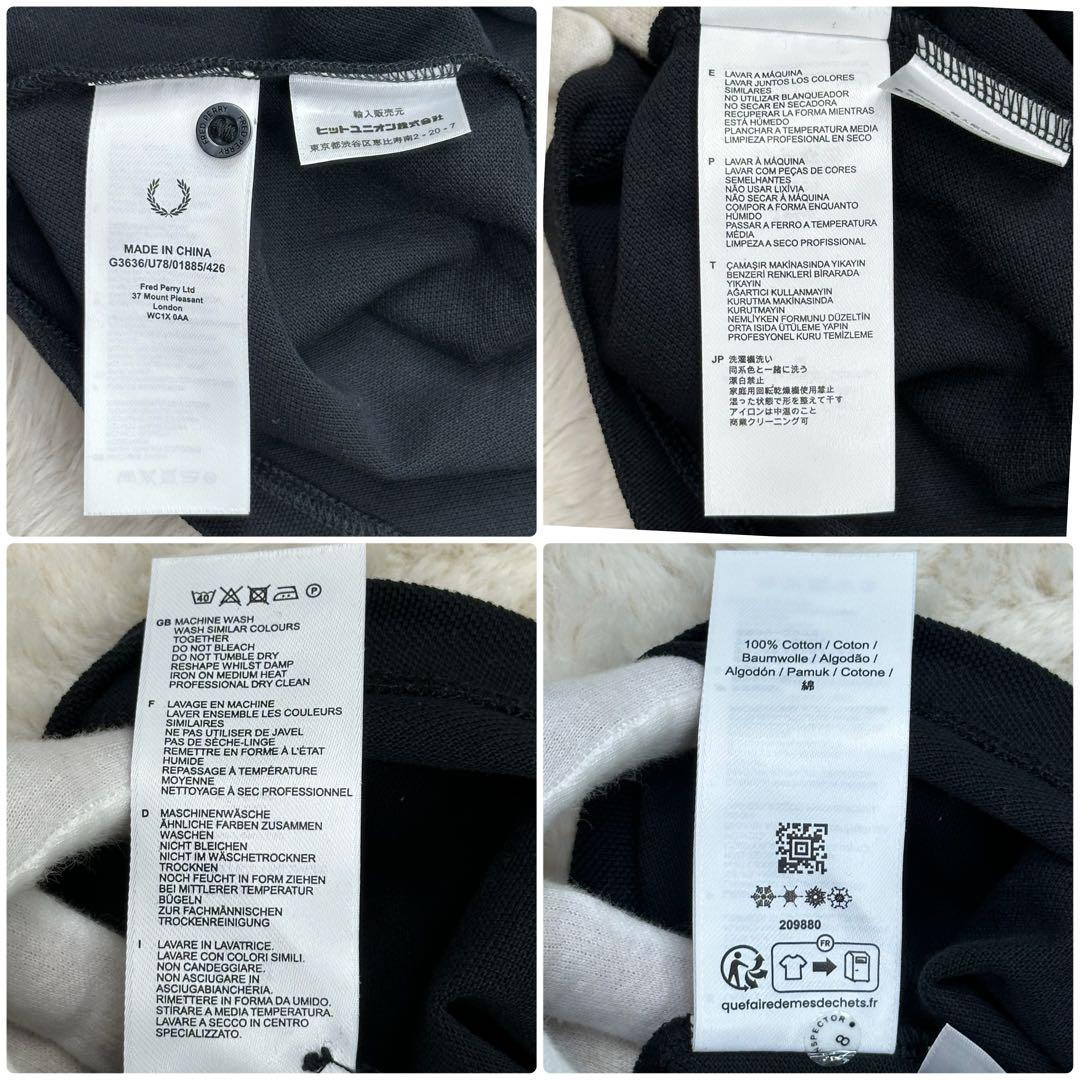 FRED PERRY FRED PERRY
MADE IN CHINA
G3636/U78/01885/426
Fred Perry Ltd
37 Mount Pleasant
London
WC1X 0AA
輸入販売元
ヒットユニオン株式会社
東京都渋谷区恵比寿南2-20-7
E LAVAR A MÁQUINA
LAVAR JUNTOS LOS COLORES
SIMILARES
NO UTILIZAR BLANQUEADOR
NO SECAR EN SECADORA
RECUPERAR LA FORMA MIENTRAS
ESTÁ HÚMEDO
PLANCHAR A TEMPERATURA MEDIA
LIMPIEZA PROFESIONAL EN SECO
P LAVAR À MÁQUINA
LAVAR COM PEÇAS DE CORES
SEMELHANTES
NÃO USAR LIXÍVIA
NÃO SECAR À MÁQUINA
COMPOR A FORMA ENQUANTO
HÚMIDO
PASSAR A FERRO A TEMPERATURA
MÉDIA
LIMPEZA A SECO PROFISSIONAL
T ÇAMAŞIR MAKİNASINDA YIKAYIN
BENZERİ RENKLERİ BİRARADA
YIKAYIN
AĞARTICI KULLANMAYIN
KURUTMA MAKİNASINDA
KURUTMAYIN
NEMLİYKEN FORMUNU DÜZELTİN
ORTA ISIDA ÜTÜLEME YAPIN
PROFESYONEL KURU TEMİZLEME
JP 洗濯機洗い
同系色と一緒に洗う
漂白禁止
家庭用回転乾燥機使用禁止
湿った状態で形を整えて干す
アイロンは中温のこと
商業クリーニング可
40 P
GB MACHINE WASH
WASH SIMILAR COLOURS
TOGETHER
DO NOT BLEACH
DO NOT TUMBLE DRY
RESHAPE WHILST DAMP
IRON ON MEDIUM HEAT
PROFESSIONAL DRY CLEAN
F LAVAGE EN MACHINE
LAVER ENSEMBLE LES COULEURS
SIMILAIRES
NE PAS UTILISER DE JAVEL
PAS DE SÈCHE-LINGE
REMETTRE EN FORME À L'ÉTAT
HUMIDE
REPASSAGE À TEMPÉRATURE
MOYENNE
NETTOYAGE À SEC PROFESSIONNEL
D MASCHINENWÄSCHE
ÄHNLICHE FARBEN ZUSAMMEN
WASCHEN
NICHT BLEICHEN
NICHT IM WÄSCHETROCKNER
TROCKNEN
NOCH FEUCHT IN FORM ZIEHEN
BEI MITTLERER TEMPERATUR
BÜGELN
ZUR FACHMÄNNISCHEN
TROCKENREINIGUNG
I LAVARE IN LAVATRICE.
LAVARE CON COLORI SIMILI.
NON CANDEGGIARE.
NON ASCIUGARE IN
ASCIUGABIANCHERIA.
RIMETTERE IN FORMA DA UMIDO.
STIRARE A MEDIA TEMPERATURA.
LAVARE A SECCO IN CENTRO
SPECIALIZZATO.
100% Cotton / Coton /
Baumwolle / Algodão /
Algodón / Pamuk / Cotone /
綿
209880
FR
quefairedemesdechets.fr
8